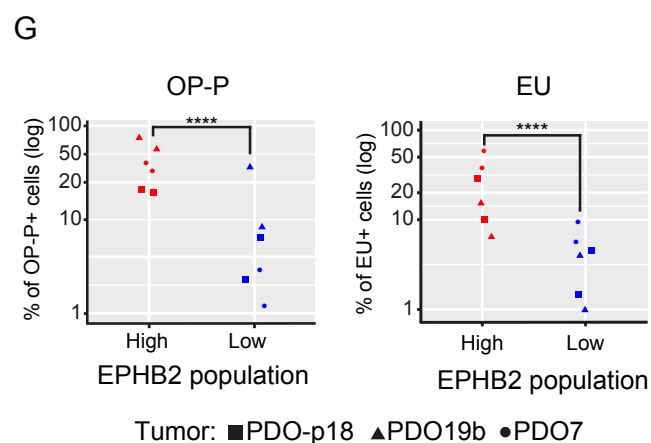 G
OP-P
% of OP-P+ cells (log)
100
50
20
10
1
****
High Low
EPHB2 population
EU
% of EU+ cells (log)
100
50
20
10
1
****
High Low
EPHB2 population
Tumor: ■PDO-p18 ▲PDO19b ●PDO7